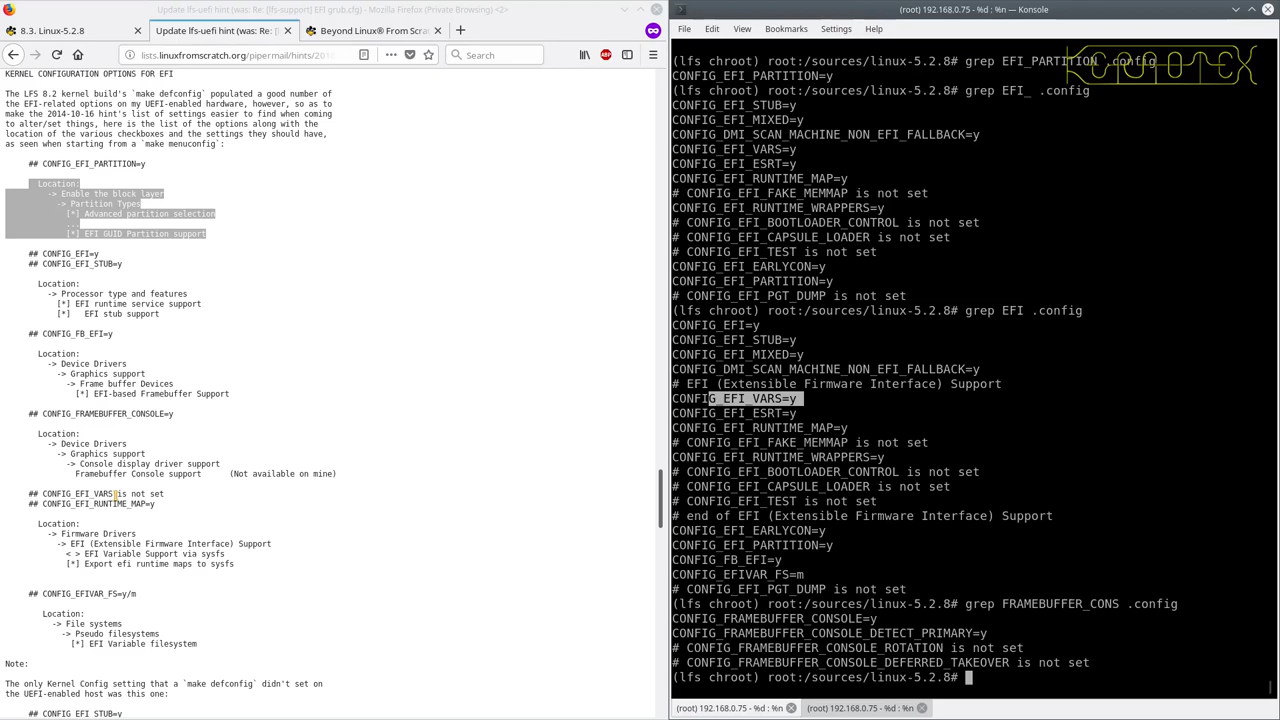 Update lfs-uefi hint (was: Re: [lfs-support] EFI grub.cfg) - Mozilla Firefox (Private Browsing) <2>
8.3. Linux-5.2.8
Update lfs-uefi hint (was: Re: [
Beyond Linux® From Scra
lists.linuxfromscratch.org/pipermail/hints/201
Search
ABP
KERNEL CONFIGURATION OPTIONS FOR EFI
The LFS 8.2 kernel build's `make defconfig` populated a good number of
the EFI-related options on my UEFI-enabled hardware, however, so as to
make the 2014-10-16 hint's list of settings easier to find when coming
to alter/set things, here is the list of the options along with the
location of the various checkboxes and the settings they should have,
as seen when starting from a `make menuconfig`:
## CONFIG_EFI_PARTITION=y
Location:
-> Enable the block layer
-> Partition Types
[*] Advanced partition selection
...
[*] EFI GUID Partition support
## CONFIG_EFI=y
## CONFIG_EFI_STUB=y
Location:
-> Processor type and features
[*] EFI runtime service support
[*]   EFI stub support
## CONFIG_FB_EFI=y
Location:
-> Device Drivers
-> Graphics support
-> Frame buffer Devices
[*] EFI-based Framebuffer Support
## CONFIG_FRAMEBUFFER_CONSOLE=y
Location:
-> Device Drivers
-> Graphics support
-> Console display driver support
Framebuffer Console support      (Not available on mine)
## CONFIG_EFI_VARS is not set
## CONFIG_EFI_RUNTIME_MAP=y
Location:
-> Firmware Drivers
-> EFI (Extensible Firmware Interface) Support
< > EFI Variable Support via sysfs
[*] Export efi runtime maps to sysfs
## CONFIG_EFIVAR_FS=y/m
Location:
-> File systems
-> Pseudo filesystems
[*] EFI Variable filesystem
Note:
The only Kernel Consfiguting that a `make defconfig` didn't set on
the UEFI-enabled host was this one:
## CONFIG_EFI_STUB=y
(root) 192.168.0.75 - %d : %n — Konsole
File Edit View Bookmarks Settings Help
(lfs chroot) root:/sources/linux-5.2.8# grep EFI_PARTITION .config
CONFIG_EFI_PARTITION=y
(lfs chroot) root:/sources/linux-5.2.8# grep EFI_ .config
CONFIG_EFI_STUB=y
CONFIG_EFI_MIXED=y
CONFIG_DMI_SCAN_MACHINE_NON_EFI_FALLBACK=y
CONFIG_EFI_VARS=y
CONFIG_EFI_ESRT=y
CONFIG_EFI_RUNTIME_MAP=y
# CONFIG_EFI_FAKE_MEMMAP is not set
CONFIG_EFI_RUNTIME_WRAPPERS=y
# CONFIG_EFI_BOOTLOADER_CONTROL is not set
# CONFIG_EFI_CAPSULE_LOADER is not set
# CONFIG_EFI_TEST is not set
CONFIG_EFI_EARLYCON=y
CONFIG_EFI_PARTITION=y
# CONFIG_EFI_PGT_DUMP is not set
(lfs chroot) root:/sources/linux-5.2.8# grep EFI .config
CONFIG_EFI=y
CONFIG_EFI_STUB=y
CONFIG_EFI_MIXED=y
CONFIG_DMI_SCAN_MACHINE_NON_EFI_FALLBACK=y
# EFI (Extensible Firmware Interface) Support
CONFIG_EFI_VARS=y
CONFIG_EFI_ESRT=y
CONFIG_EFI_RUNTIME_MAP=y
# CONFIG_EFI_FAKE_MEMMAP is not set
CONFIG_EFI_RUNTIME_WRAPPERS=y
# CONFIG_EFI_BOOTLOADER_CONTROL is not set
# CONFIG_EFI_CAPSULE_LOADER is not set
# CONFIG_EFI_TEST is not set
# end of EFI (Extensible Firmware Interface) Support
CONFIG_EFI_EARLYCON=y
CONFIG_EFI_PARTITION=y
CONFIG_FB_EFI=y
CONFIG_EFIVAR_FS=m
# CONFIG_EFI_PGT_DUMP is not set
(lfs chroot) root:/sources/linux-5.2.8# grep FRAMEBUFFER_CONS .config
CONFIG_FRAMEBUFFER_CONSOLE=y
CONFIG_FRAMEBUFFER_CONSOLE_DETECT_PRIMARY=y
# CONFIG_FRAMEBUFFER_CONSOLE_ROTATION is not set
# CONFIG_FRAMEBUFFER_CONSOLE_DEFERRED_TAKEOVER is not set
(lfs chroot) root:/sources/linux-5.2.8#
(root) 192.168.0.75 - %d : %n
(root) 192.168.0.75 - %d : %n